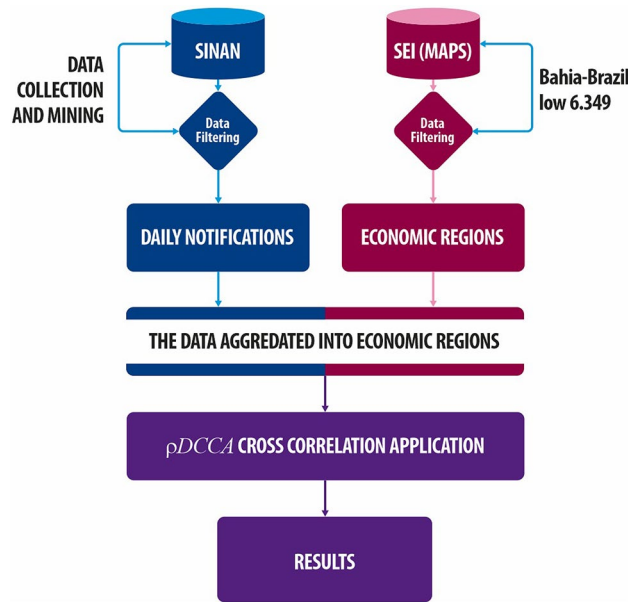 SINAN
SEI (MAPS)
DATA
COLLECTION
AND MINING
Bahia-Brazil
low 6.349
Data
Filtering
Data
Filtering
DAILY NOTIFICATIONS
ECONOMIC REGIONS
THE DATA AGGREDATED INTO ECONOMIC REGIONS
ρDCCA CROSS CORRELATION APPLICATION
RESULTS